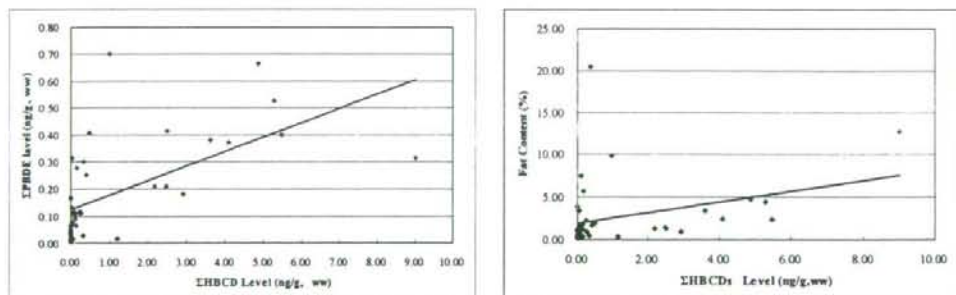 0.80
0.70
0.60
0.50
0.40
0.30
0.20
0.10
0.00
ΣPBDE level (ng/g, ww)
0.00 1.00 2.00 3.00 4.00 5.00 6.00 7.00 8.00 9.00 10.00
ΣHBCD Level (ng/g, ww)
25.00
20.00
15.00
10.00
5.00
0.00
Fat Content (%)
0.00 2.00 4.00 6.00 8.00 10.00
ΣHBCDs Level (ng/g,ww)